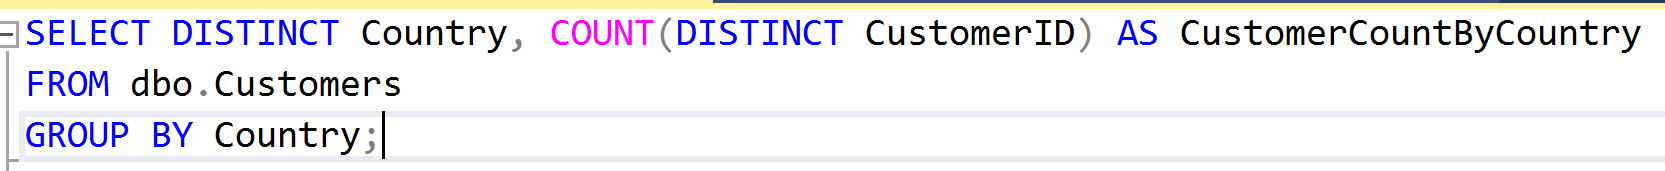 SELECT DISTINCT Country, COUNT(DISTINCT CustomerID) AS CustomerCountByCountry
FROM dbo.Customers
GROUP BY Country;